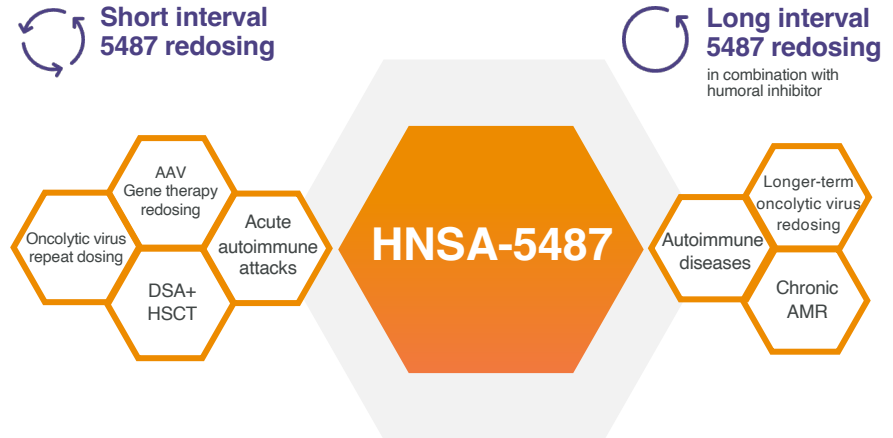 Short interval
5487 redosing
Long interval
5487 redosing
in combination with
humoral inhibitor
AAV
Gene therapy
redosing
Oncolytic virus
repeat dosing
Acute
autoimmune
attacks
DSA+
HSCT
HNSA-5487
Autoimmune
diseases
Longer-term
oncolytic virus
redosing
Chronic
AMR